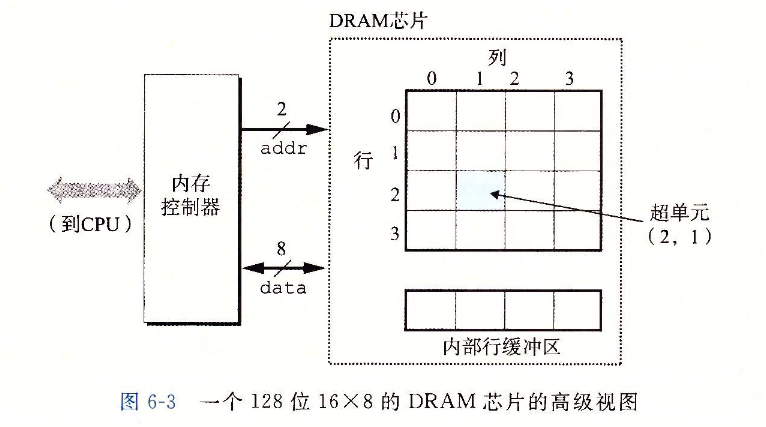 DRAM芯片
列
0 1 2 3
2
addr
0
1
行
2
3
内存
控制器
(到CPU)
超单元
(2, 1)
8
data
内部行缓冲区
图 6-3 一个 128 位 16×8 的 DRAM 芯片的高级视图